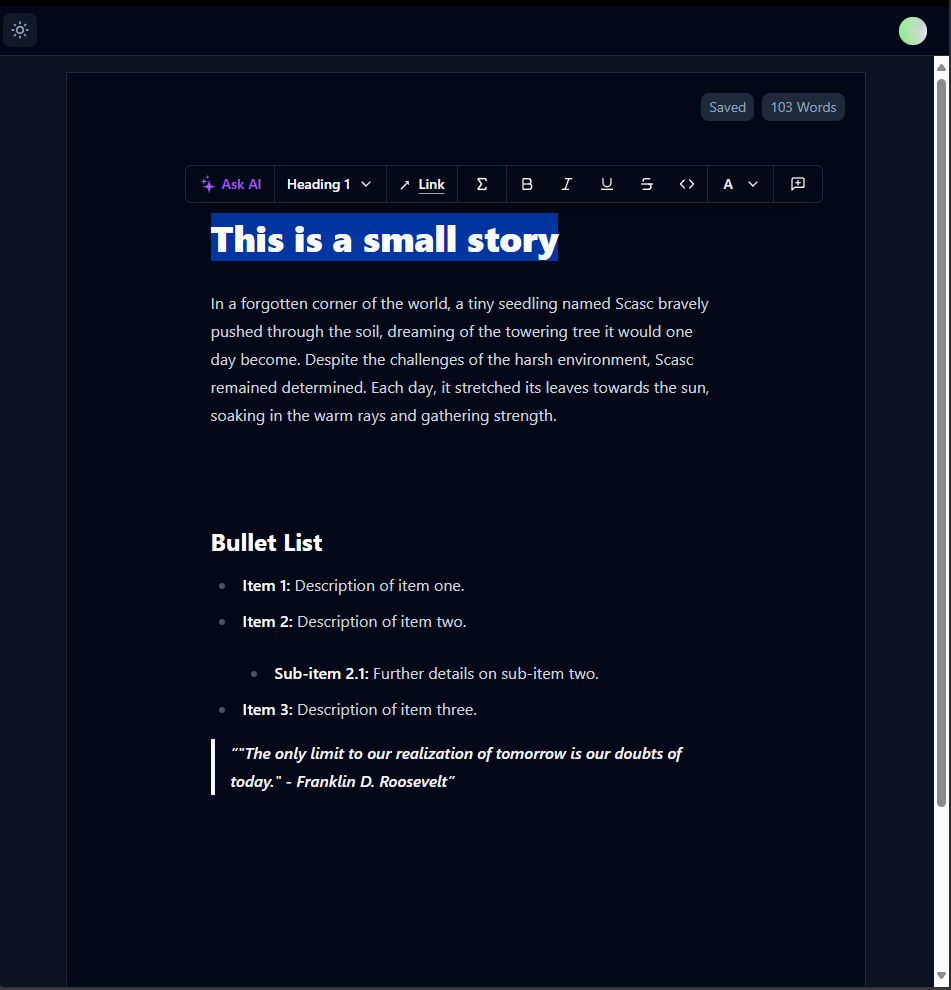 Saved 103 Words
Ask AI Heading 1 Link Σ B I U S <> A
This is a small story
In a forgotten corner of the world, a tiny seedling named Scasc bravely
pushed through the soil, dreaming of the towering tree it would one
day become. Despite the challenges of the harsh environment, Scasc
remained determined. Each day, it stretched its leaves towards the sun,
soaking in the warm rays and gathering strength.
Bullet List
Item 1: Description of item one.
Item 2: Description of item two.
Sub-item 2.1: Further details on sub-item two.
Item 3: Description of item three.
“"The only limit to our realization of tomorrow is our doubts of
today." - Franklin D. Roosevelt”